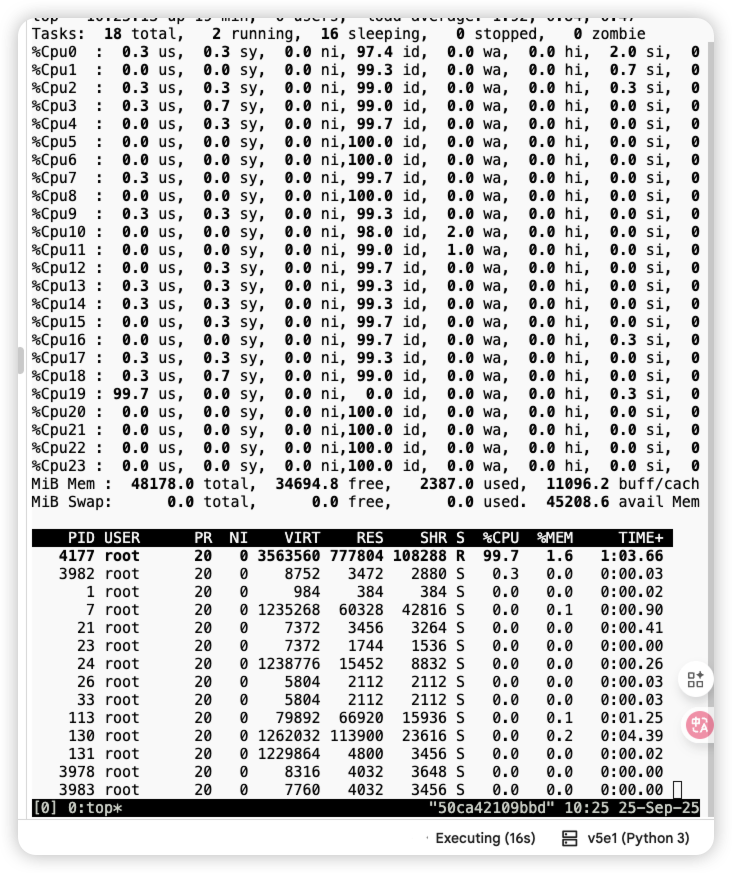 top - 10:25:15 up 19 min,  0 users,  load average: 1.92, 0.64, 0.47
Tasks:  18 total,   2 running,  16 sleeping,   0 stopped,   0 zombie
%Cpu0  :  0.3 us,  0.3 sy,  0.0 ni, 97.4 id,  0.0 wa,  0.0 hi,  2.0 si,  0
%Cpu1  :  0.0 us,  0.0 sy,  0.0 ni, 99.3 id,  0.0 wa,  0.0 hi,  0.7 si,  0
%Cpu2  :  0.3 us,  0.3 sy,  0.0 ni, 99.0 id,  0.0 wa,  0.0 hi,  0.3 si,  0
%Cpu3  :  0.3 us,  0.7 sy,  0.0 ni, 99.0 id,  0.0 wa,  0.0 hi,  0.0 si,  0
%Cpu4  :  0.0 us,  0.3 sy,  0.0 ni, 99.7 id,  0.0 wa,  0.0 hi,  0.0 si,  0
%Cpu5  :  0.0 us,  0.0 sy,  0.0 ni,100.0 id,  0.0 wa,  0.0 hi,  0.0 si,  0
%Cpu6  :  0.0 us,  0.0 sy,  0.0 ni,100.0 id,  0.0 wa,  0.0 hi,  0.0 si,  0
%Cpu7  :  0.3 us,  0.0 sy,  0.0 ni, 99.7 id,  0.0 wa,  0.0 hi,  0.0 si,  0
%Cpu8  :  0.0 us,  0.0 sy,  0.0 ni,100.0 id,  0.0 wa,  0.0 hi,  0.0 si,  0
%Cpu9  :  0.3 us,  0.3 sy,  0.0 ni, 99.3 id,  0.0 wa,  0.0 hi,  0.0 si,  0
%Cpu10 :  0.0 us,  0.0 sy,  0.0 ni, 98.0 id,  2.0 wa,  0.0 hi,  0.0 si,  0
%Cpu11 :  0.0 us,  0.0 sy,  0.0 ni, 99.0 id,  1.0 wa,  0.0 hi,  0.0 si,  0
%Cpu12 :  0.0 us,  0.3 sy,  0.0 ni, 99.7 id,  0.0 wa,  0.0 hi,  0.0 si,  0
%Cpu13 :  0.3 us,  0.3 sy,  0.0 ni, 99.3 id,  0.0 wa,  0.0 hi,  0.0 si,  0
%Cpu14 :  0.3 us,  0.3 sy,  0.0 ni, 99.3 id,  0.0 wa,  0.0 hi,  0.0 si,  0
%Cpu15 :  0.0 us,  0.3 sy,  0.0 ni, 99.7 id,  0.0 wa,  0.0 hi,  0.0 si,  0
%Cpu16 :  0.0 us,  0.0 sy,  0.0 ni, 99.7 id,  0.0 wa,  0.0 hi,  0.3 si,  0
%Cpu17 :  0.3 us,  0.3 sy,  0.0 ni, 99.3 id,  0.0 wa,  0.0 hi,  0.0 si,  0
%Cpu18 :  0.3 us,  0.7 sy,  0.0 ni, 99.0 id,  0.0 wa,  0.0 hi,  0.0 si,  0
%Cpu19 : 99.7 us,  0.0 sy,  0.0 ni,  0.0 id,  0.0 wa,  0.0 hi,  0.3 si,  0
%Cpu20 :  0.0 us,  0.0 sy,  0.0 ni,100.0 id,  0.0 wa,  0.0 hi,  0.0 si,  0
%Cpu21 :  0.0 us,  0.0 sy,  0.0 ni,100.0 id,  0.0 wa,  0.0 hi,  0.0 si,  0
%Cpu22 :  0.0 us,  0.0 sy,  0.0 ni,100.0 id,  0.0 wa,  0.0 hi,  0.0 si,  0
%Cpu23 :  0.0 us,  0.0 sy,  0.0 ni,100.0 id,  0.0 wa,  0.0 hi,  0.0 si,  0
MiB Mem :  48178.0 total,  34694.8 free,   2387.0 used,  11096.2 buff/cach
MiB Swap:      0.0 total,      0.0 free,      0.0 used.  45208.6 avail Mem
PID USER      PR  NI    VIRT    RES    SHR S  %CPU  %MEM     TIME+
4177 root      20   0 3563560 777804 108288 R  99.7   1.6   1:03.66
3982 root      20   0    8752   3472   2880 S   0.3   0.0   0:00.03
1 root      20   0     984    384    384 S   0.0   0.0   0:00.02
7 root      20   0 1235268  60328  42816 S   0.0   0.1   0:00.90
21 root      20   0    7372   3456   3264 S   0.0   0.0   0:00.41
23 root      20   0    7372   1744   1536 S   0.0   0.0   0:00.00
24 root      20   0 1238776  15452   8832 S   0.0   0.0   0:00.26
26 root      20   0    5804   2112   2112 S   0.0   0.0   0:00.03
33 root      20   0    5804   2112   2112 S   0.0   0.0   0:00.03
113 root      20   0   79892  66920  15936 S   0.0   0.1   0:01.25
130 root      20   0 1262032 113900  23616 S   0.0   0.2   0:04.39
131 root      20   0 1229864   4800   3456 S   0.0   0.0   0:00.02
3978 root      20   0    8316   4032   3648 S   0.0   0.0   0:00.00
3983 root      20   0    7760   4032   3456 S   0.0   0.0   0:00.00
[0] 0:top* "50ca42109bbd" 10:25 25-Sep-25
中A
Executing (16s) v5e1 (Python 3)